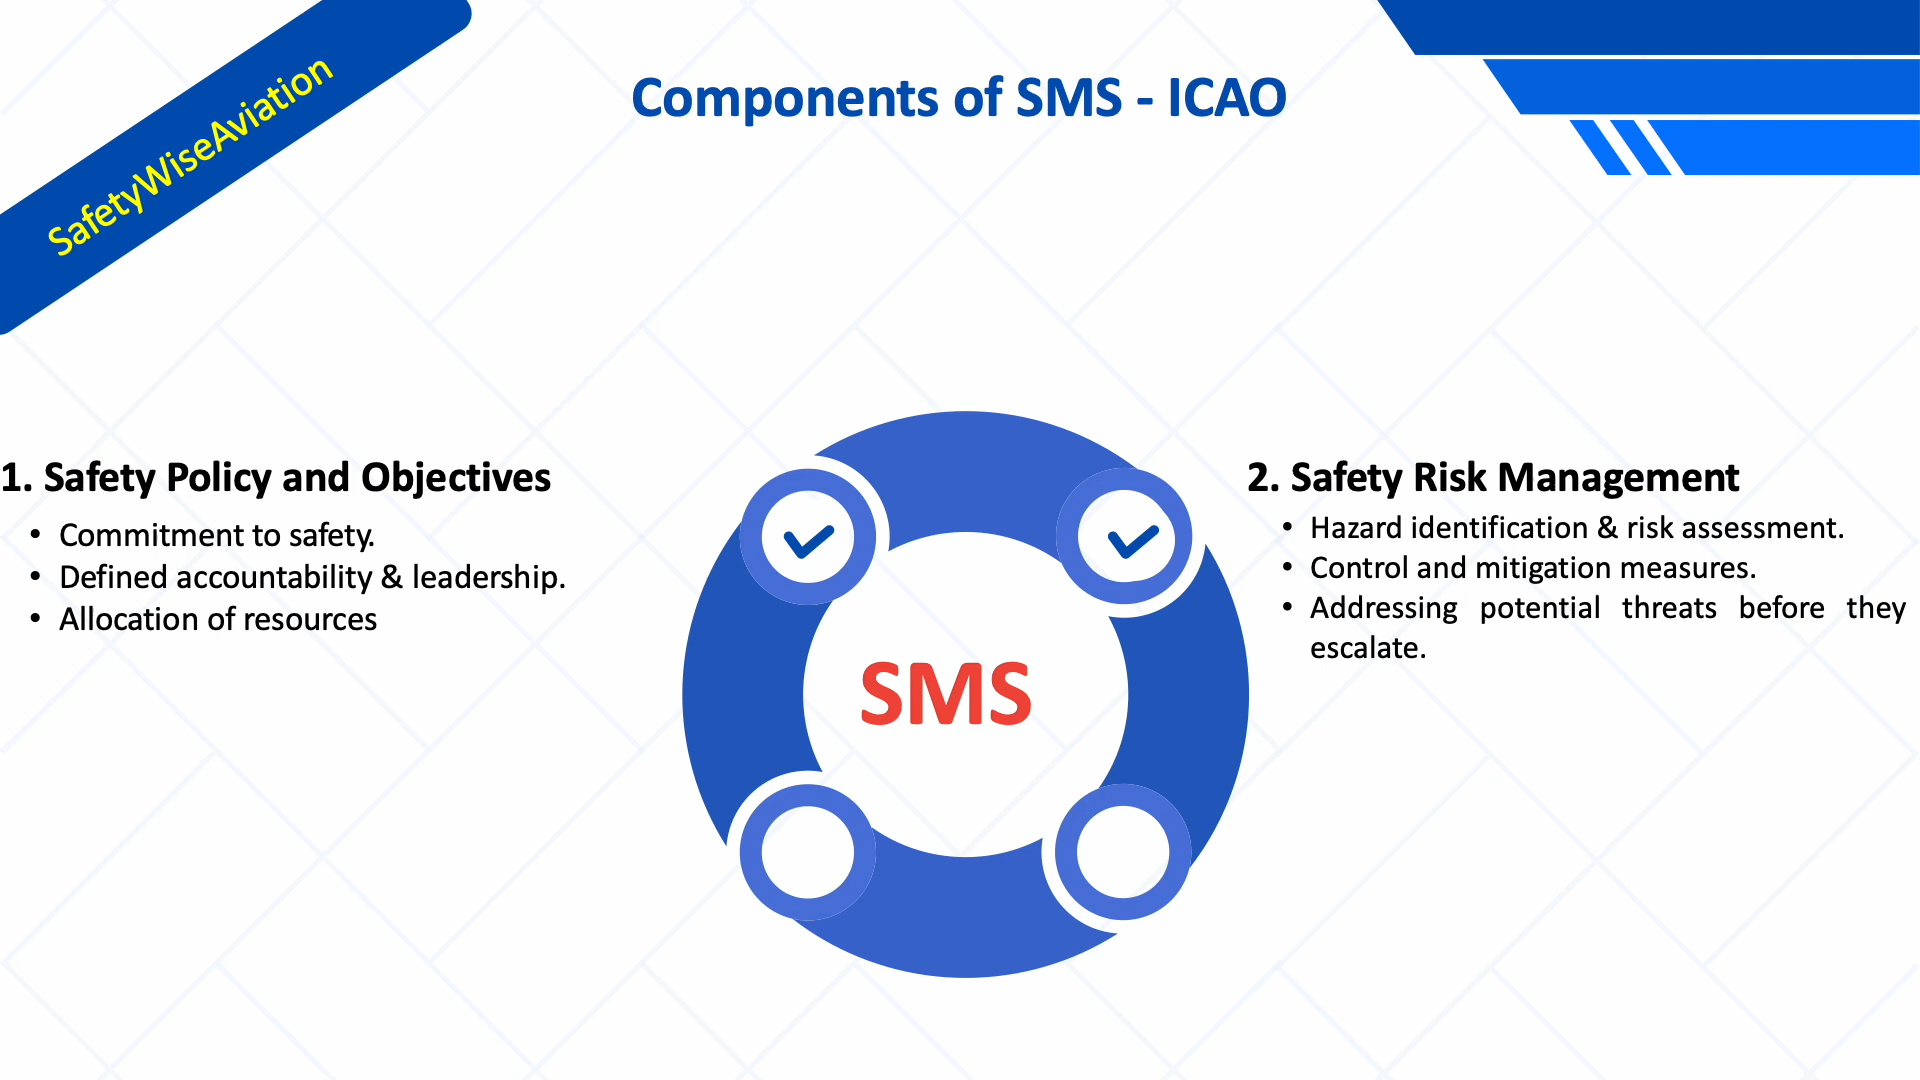 SafetyWiseAviation
Components of SMS - ICAO
1. Safety Policy and Objectives
• Commitment to safety.
• Defined accountability & leadership.
• Allocation of resources
SMS
2. Safety Risk Management
• Hazard identification & risk assessment.
• Control and mitigation measures.
• Addressing potential threats before they
escalate.